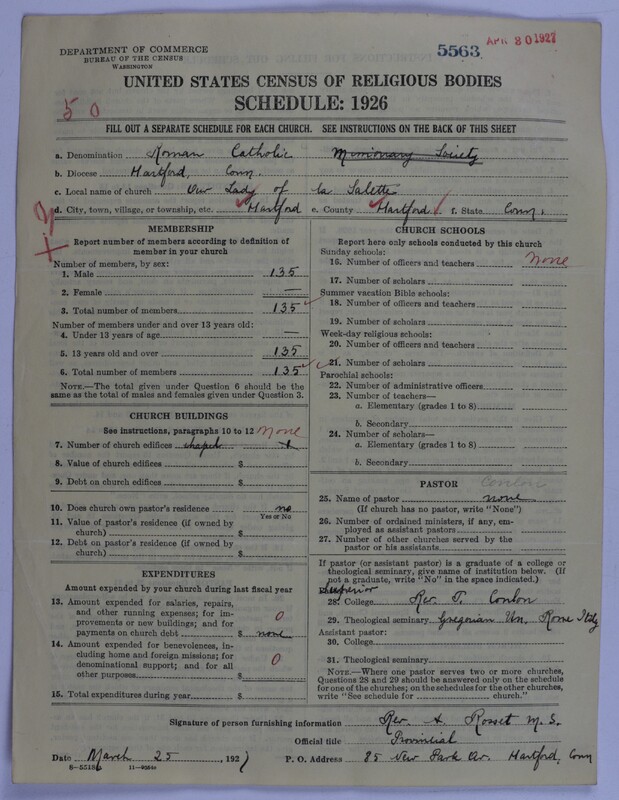 5563
APR 30 1927
DEPARTMENT OF COMMERCE
BUREAU OF THE CENSUS
WASHINGTON
UNITED STATES CENSUS OF RELIGIOUS BODIES
SCHEDULE: 1926
50
FILL OUT A SEPARATE SCHEDULE FOR EACH CHURCH. SEE INSTRUCTIONS ON THE BACK OF THIS SHEET
a. Denomination Roman Catholic Missionary Society
b. Diocese Hartford, Conn.
c. Local name of church Our Lady of la Salette
d. City, town, village, or township, etc. Hartford e. County Hartford f. State Conn.
MEMBERSHIP
Report number of members according to definition of
member in your church
Number of members, by sex:
1. Male 135
2. Female —
3. Total number of members 135
Number of members under and over 13 years old:
4. Under 13 years of age —
5. 13 years old and over 135
6. Total number of members 135
NOTE.—The total given under Question 6 should be
the same as the total of males and females given under Question 3.
CHURCH BUILDINGS
See instructions, paragraphs 10 to 12 None
7. Number of church edifices chapel 1
8. Value of church edifices $
9. Debt on church edifices $
10. Does church own pastor's residence no
Yes or No
11. Value of pastor's residence (if owned by
church) $
12. Debt on pastor's residence (if owned by
church) $
EXPENDITURES
Amount expended by your church during last fiscal year
13. Amount expended for salaries, repairs,
and other running expenses; for im-
provements or new buildings; and for
payments on church debt $ none 0
14. Amount expended for benevolences,
including home and foreign missions; for
denominational support; and for all
other purposes $ 0
15. Total expenditures during year $
CHURCH SCHOOLS
Report here only schools conducted by this church
Sunday schools:
16. Number of officers and teachers None
17. Number of scholars
Summer vacation Bible schools:
18. Number of officers and teachers
19. Number of scholars
Week-day religious schools:
20. Number of officers and teachers
21. Number of scholars
Parochial schools:
22. Number of administrative officers
23. Number of teachers—
a. Elementary (grades 1 to 8)
b. Secondary
24. Number of scholars—
a. Elementary (grades 1 to 8)
b. Secondary
PASTOR Conlon
25. Name of pastor none
(If church has no pastor, write "None")
26. Number of ordained ministers, if any, em-
ployed as assistant pastors
27. Number of other churches served by the
pastor or his assistants
If pastor (or assistant pastor) is a graduate of a college or
theological seminary, give name of institution below. (If
not a graduate, write "No" in the space indicated.)
Superior
28. College Rev. T. Conlon
29. Theological seminary Gregorian Un. Rome Italy
Assistant pastor:
30. College
31. Theological seminary
NOTE.—Where one pastor serves two or more churches,
Questions 28 and 29 should be answered only on the schedule
for one of the churches; on the schedules for the other churches,
write "See schedule for church."
Signature of person furnishing information Rev. A. Rosset M. S.
Official title Provincial
Date March 25, 1927 P. O. Address 85 New Park Av. Hartford, Conn